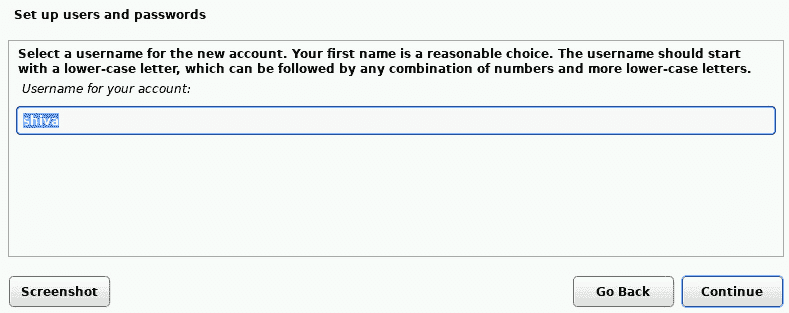 Set up users and passwords
Select a username for the new account. Your first name is a reasonable choice. The username should start
with a lower-case letter, which can be followed by any combination of numbers and more lower-case letters.
Username for your account:
shiva
Screenshot
Go Back
Continue